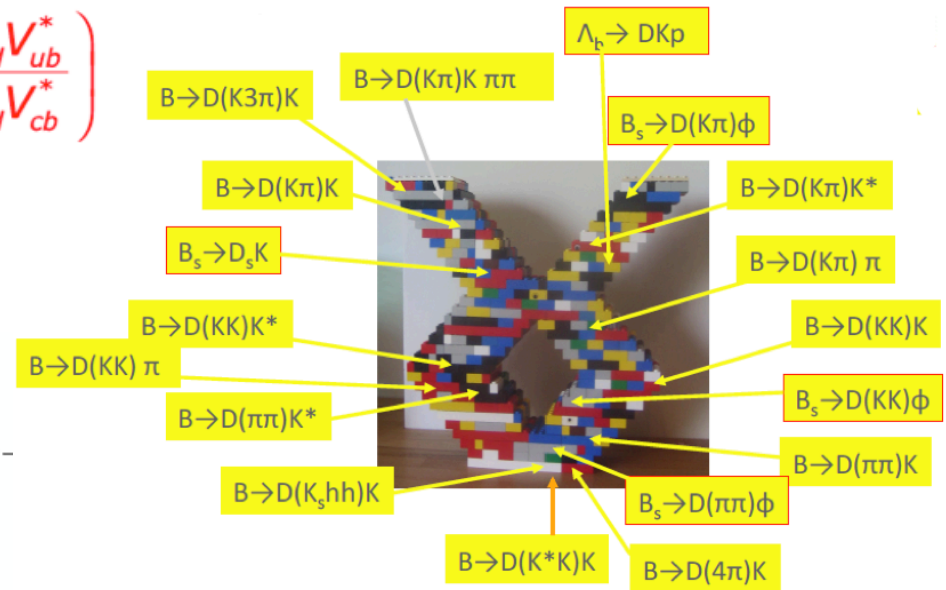 V*ub
V*cb
Λb→ DKp
B→D(Kπ)K ππ
B→D(K3π)K
Bs→D(Kπ)ϕ
B→D(Kπ)K
B→D(Kπ)K*
Bs→DsK
B→D(Kπ) π
B→D(KK)K*
B→D(KK)K
B→D(KK) π
Bs→D(KK)ϕ
B→D(ππ)K*
B→D(ππ)K
B→D(Kshh)K
Bs→D(ππ)ϕ
B→D(K*K)K
B→D(4π)K